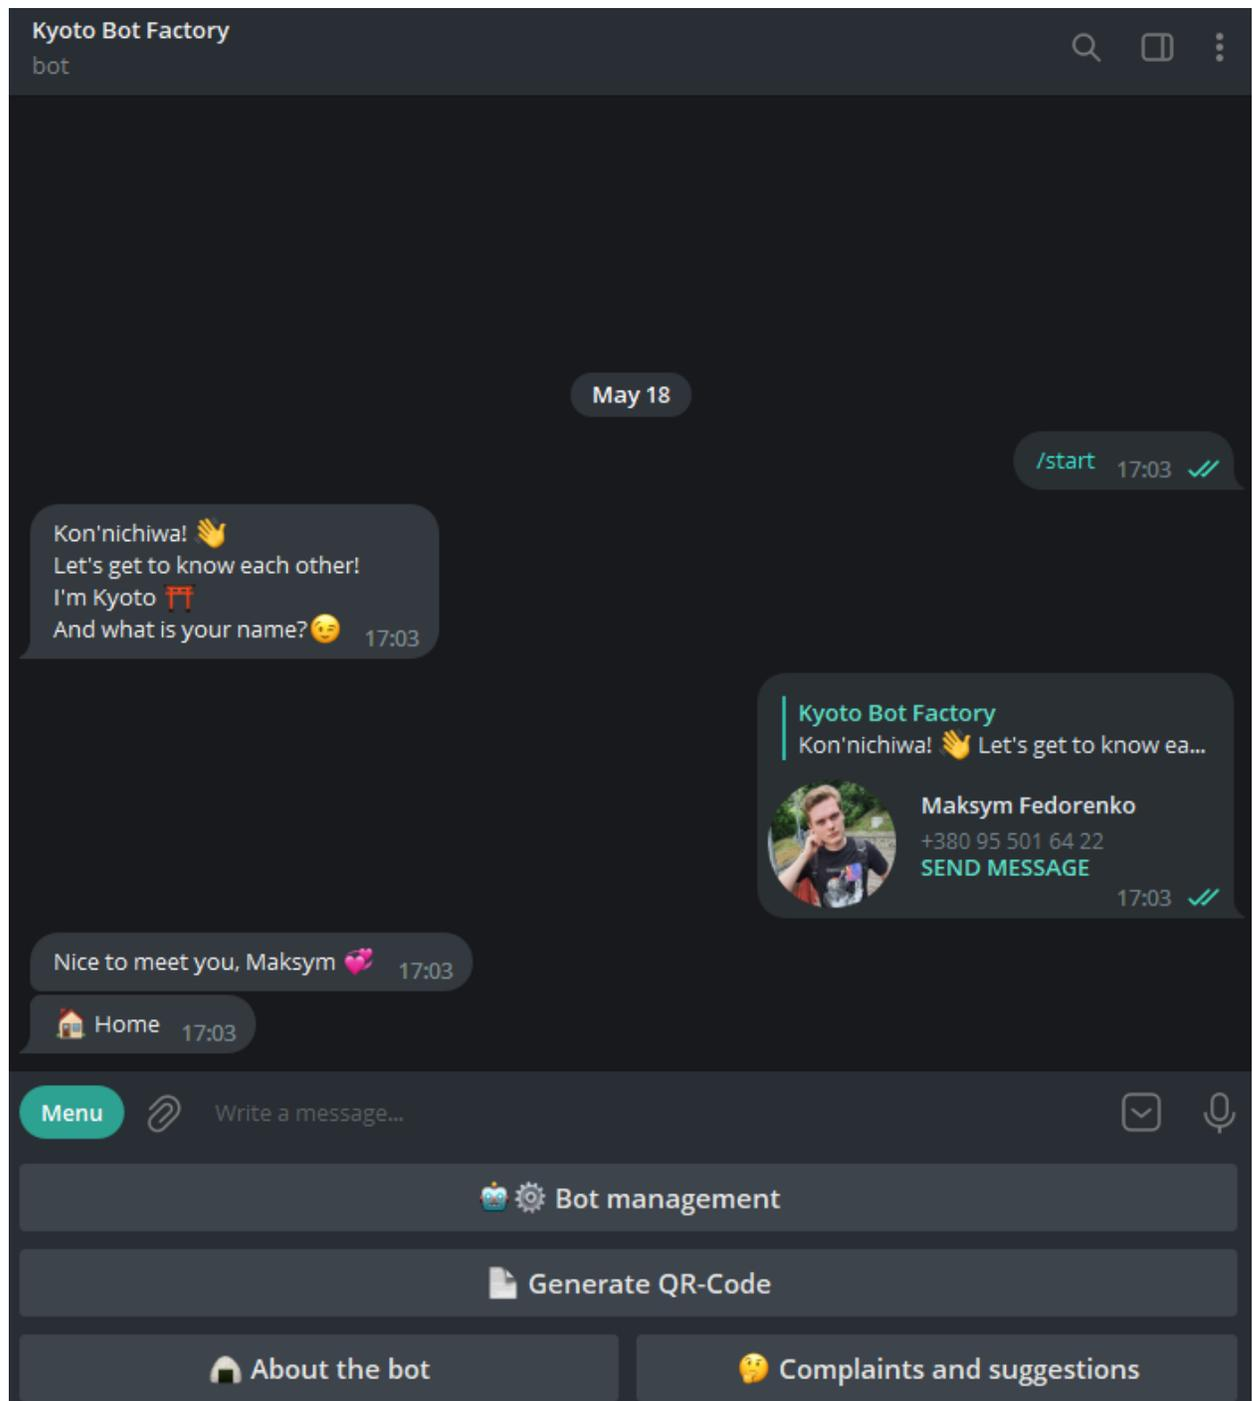 Kyoto Bot Factory
bot
May 18
/start 17:03
Kon'nichiwa! 👋
Let's get to know each other!
I'm Kyoto ⛩
And what is your name?😉 17:03
Kyoto Bot Factory
Kon'nichiwa! 👋 Let's get to know ea...
Maksym Fedorenko
+380 95 501 64 22
SEND MESSAGE
17:03
Nice to meet you, Maksym 💞 17:03
🏠 Home 17:03
Menu Write a message...
🤖⚙ Bot management
📄 Generate QR-Code
🍙 About the bot
🤔 Complaints and suggestions